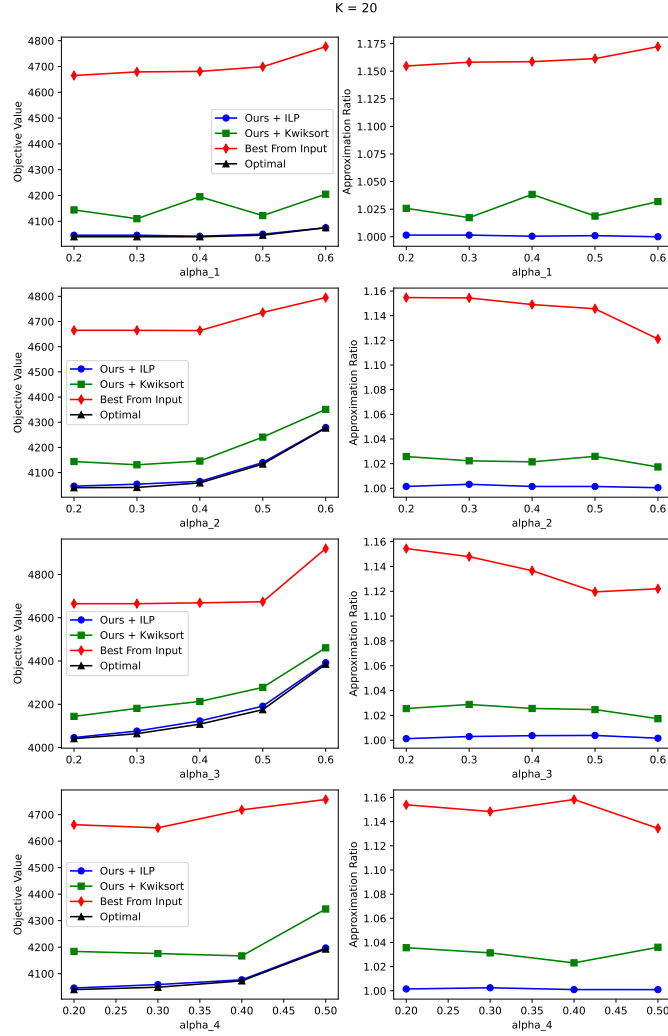 K = 20
4800
4700
4600
4500
4400
4300
4200
4100
Objective Value
Ours + ILP
Ours + Kwiksort
Best From Input
Optimal
0.2 0.3 0.4 0.5 0.6
alpha_1
1.175
1.150
1.125
1.100
1.075
1.050
1.025
1.000
Approximation Ratio
0.2 0.3 0.4 0.5 0.6
alpha_1
4800
4700
4600
4500
4400
4300
4200
4100
Objective Value
Ours + ILP
Ours + Kwiksort
Best From Input
Optimal
0.2 0.3 0.4 0.5 0.6
alpha_2
1.16
1.14
1.12
1.10
1.08
1.06
1.04
1.02
1.00
Approximation Ratio
0.2 0.3 0.4 0.5 0.6
alpha_2
4800
4600
4400
4200
4000
Objective Value
Ours + ILP
Ours + Kwiksort
Best From Input
Optimal
0.2 0.3 0.4 0.5 0.6
alpha_3
1.16
1.14
1.12
1.10
1.08
1.06
1.04
1.02
1.00
Approximation Ratio
0.2 0.3 0.4 0.5 0.6
alpha_3
4700
4600
4500
4400
4300
4200
4100
Objective Value
Ours + ILP
Ours + Kwiksort
Best From Input
Optimal
0.20 0.25 0.30 0.35 0.40 0.45 0.50
alpha_4
1.16
1.14
1.12
1.10
1.08
1.06
1.04
1.02
1.00
Approximation Ratio
0.20 0.25 0.30 0.35 0.40 0.45 0.50
alpha_4